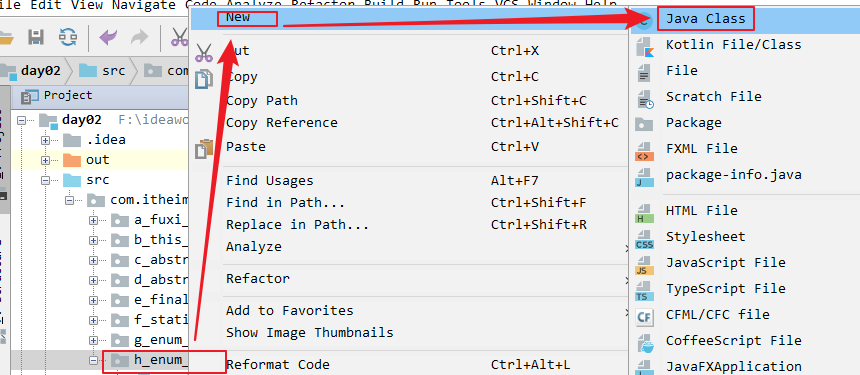 File Edit View Navigate Code Analyze Refactor Build Run Tools VCS Window Help
day02 src com
Project
day02 F:\ideawo
.idea
out
src
com.itheim
a_fuxi_
b_this_
c_abstr
d_abstr
e_final
f_stati
g_enum_
h_enum_
New
Cut Ctrl+X
Copy Ctrl+C
Copy Path Ctrl+Shift+C
Copy Reference Ctrl+Alt+Shift+C
Paste Ctrl+V
Find Usages Alt+F7
Find in Path... Ctrl+Shift+F
Replace in Path... Ctrl+Shift+R
Analyze
Refactor
Add to Favorites
Show Image Thumbnails
Reformat Code Ctrl+Alt+L
Java Class
Kotlin File/Class
File
Scratch File
Package
FXML File
package-info.java
HTML File
Stylesheet
JavaScript File
TypeScript File
CFML/CFC file
CoffeeScript File
JavaFXApplication